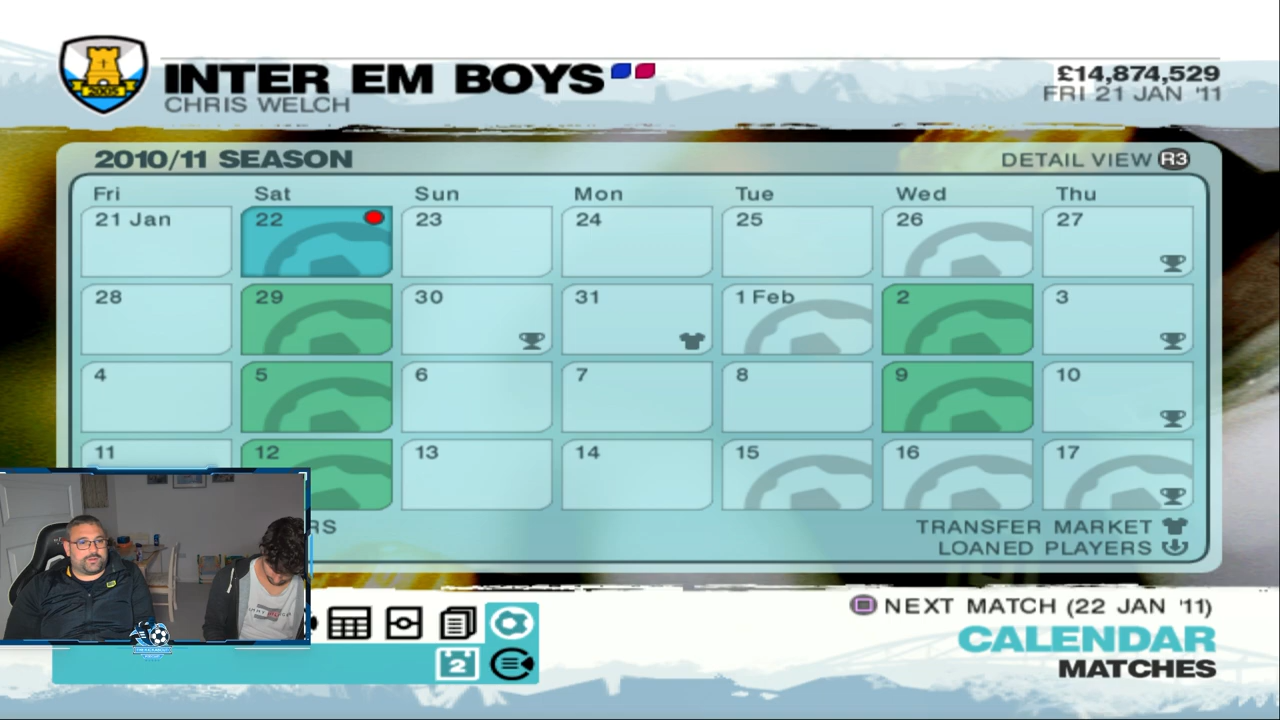 INTER EM BOYS
CHRIS WELCH
£14,874,529
FRI 21 JAN '11
2005
2010/11 SEASON
DETAIL VIEW R3
Fri Sat Sun Mon Tue Wed Thu
21 Jan 22 23 24 25 26 27
28 29 30 31 1 Feb 2 3
4 5 6 7 8 9 10
11 12 13 14 15 16 17
RS
TRANSFER MARKET
LOANED PLAYERS
NEXT MATCH (22 JAN '11)
CALENDAR
2
MATCHES